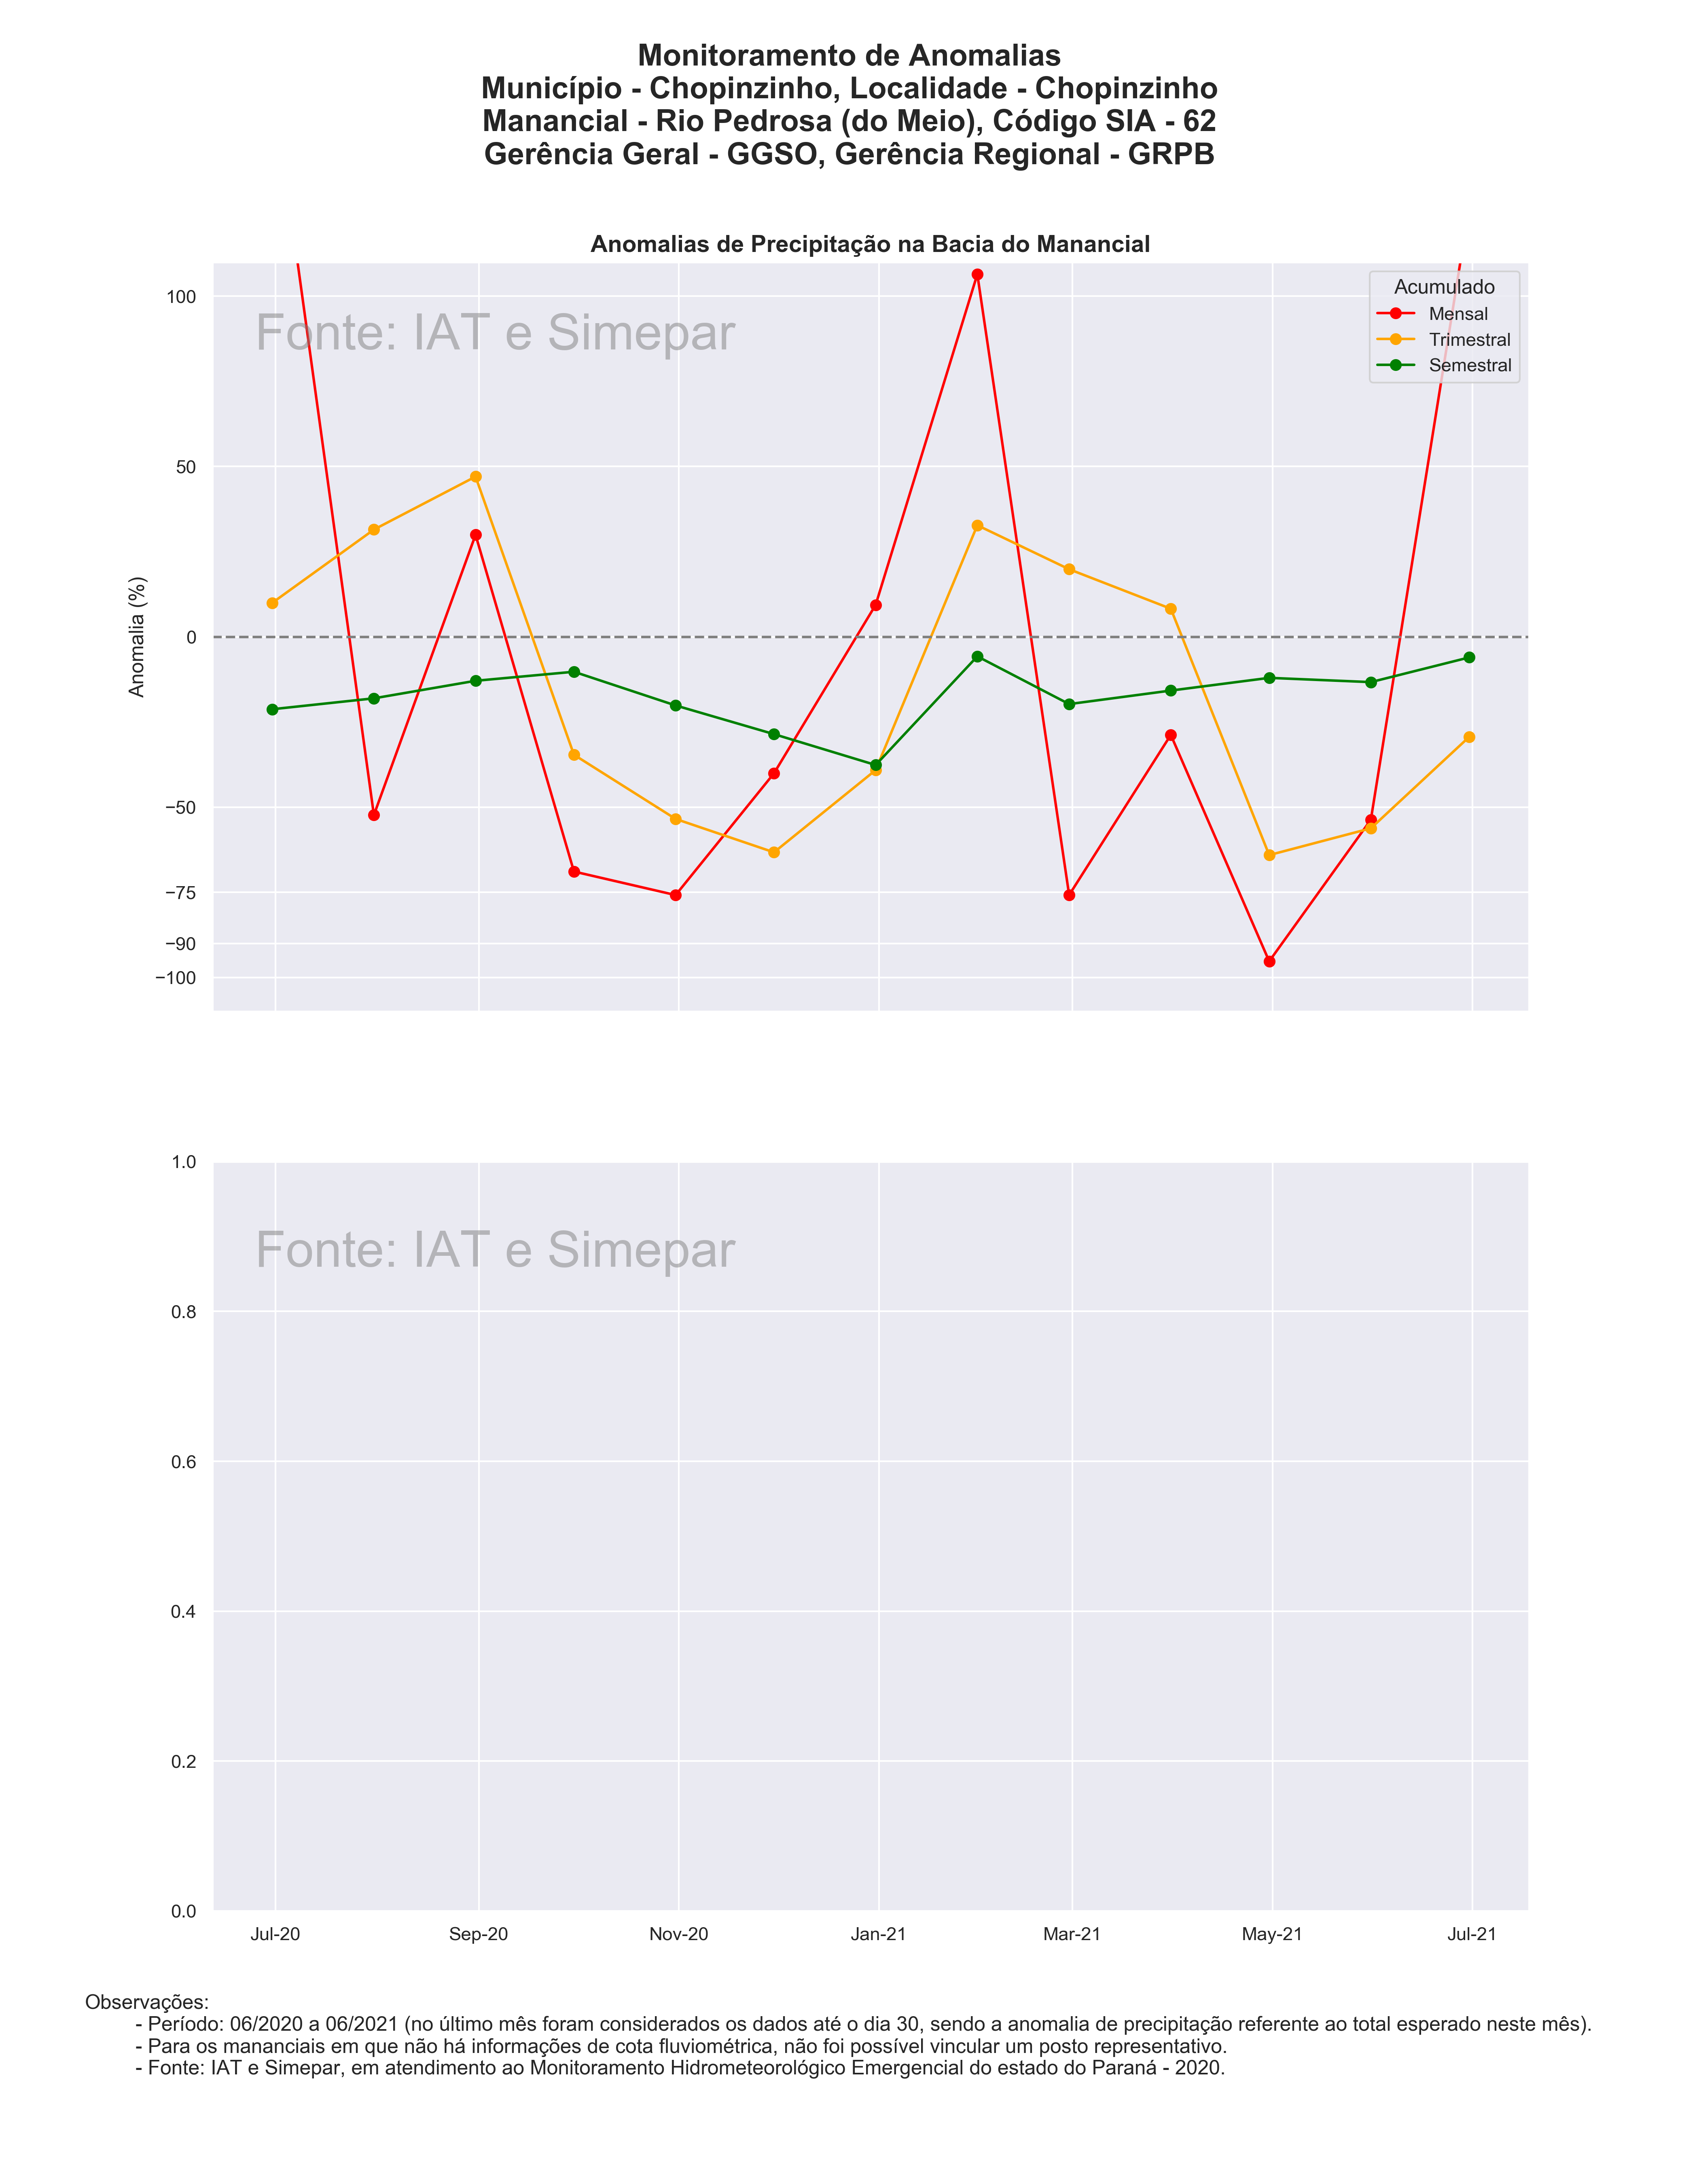 Monitoramento de Anomalias
Município - Chopinzinho, Localidade - Chopinzinho
Manancial - Rio Pedrosa (do Meio), Código SIA - 62
Gerência Geral - GGSO, Gerência Regional - GRPB
Anomalias de Precipitação na Bacia do Manancial
Fonte: IAT e Simepar
Acumulado
Mensal
Trimestral
Semestral
Anomalia (%)
100
50
0
−50
−75
−90
−100
Fonte: IAT e Simepar
1.0
0.8
0.6
0.4
0.2
0.0
Jul-20 Sep-20 Nov-20 Jan-21 Mar-21 May-21 Jul-21
Observações:
- Período: 06/2020 a 06/2021 (no último mês foram considerados os dados até o dia 30, sendo a anomalia de precipitação referente ao total esperado neste mês).
- Para os mananciais em que não há informações de cota fluviométrica, não foi possível vincular um posto representativo.
- Fonte: IAT e Simepar, em atendimento ao Monitoramento Hidrometeorológico Emergencial do estado do Paraná - 2020.